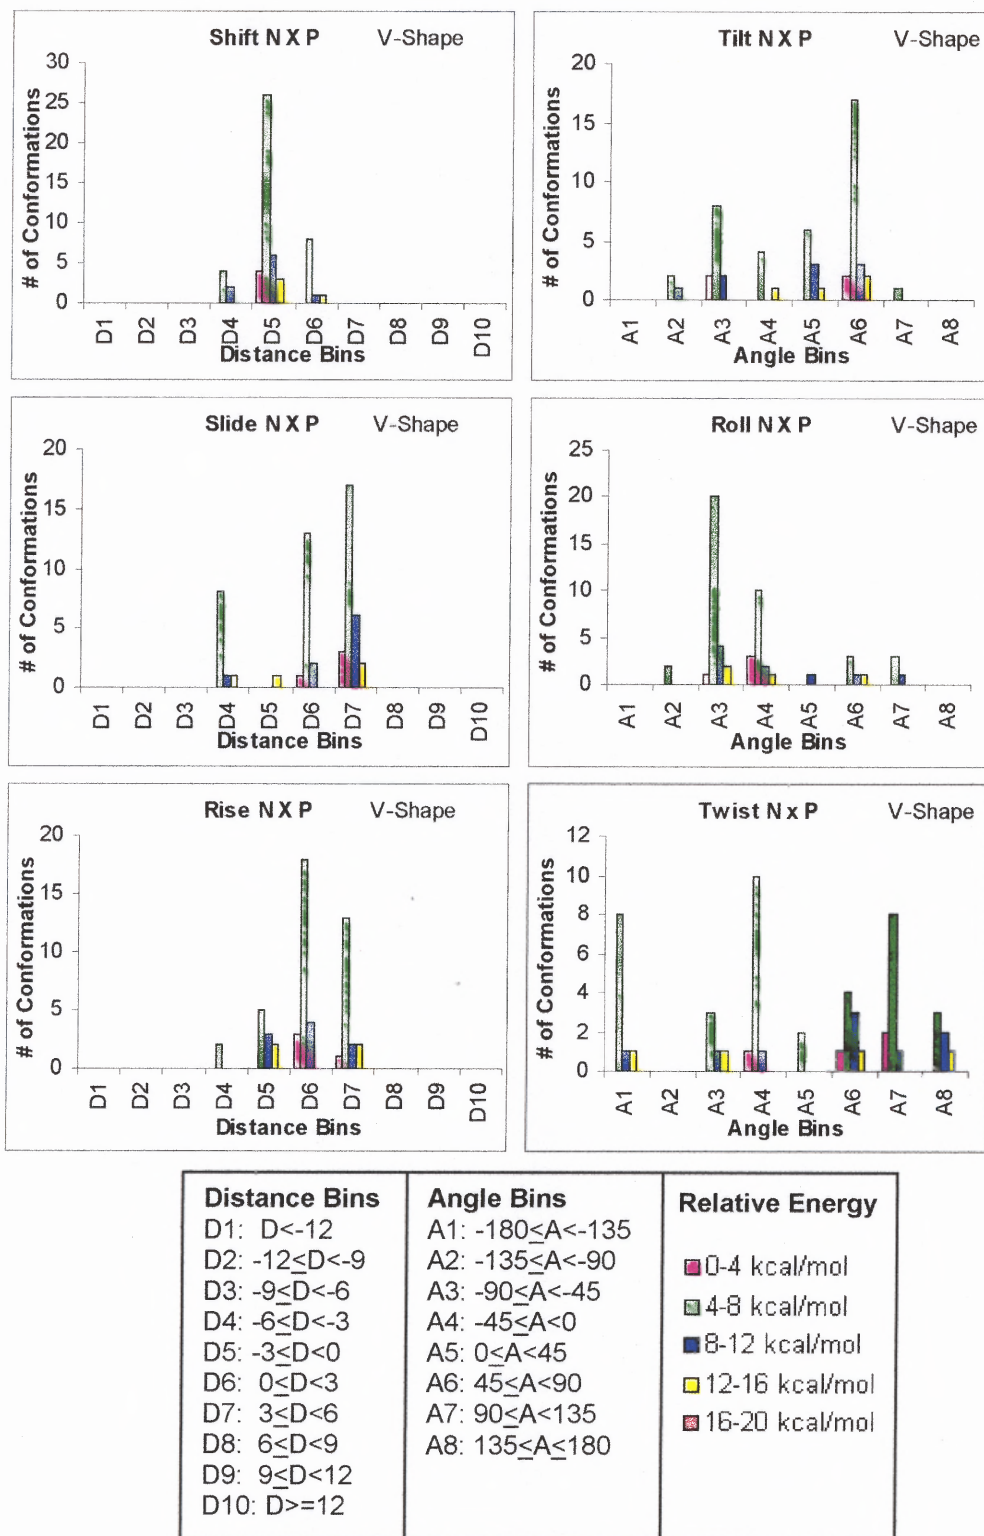 Shift N X P V-Shape
# of Conformations
30
25
20
15
10
5
0
D1 D2 D3 D4 D5 D6 D7 D8 D9 D10
Distance Bins
Tilt N X P V-Shape
# of Conformations
20
15
10
5
0
A1 A2 A3 A4 A5 A6 A7 A8
Angle Bins
Slide N X P V-Shape
# of Conformations
20
15
10
5
0
D1 D2 D3 D4 D5 D6 D7 D8 D9 D10
Distance Bins
Roll N X P V-Shape
# of Conformations
25
20
15
10
5
0
A1 A2 A3 A4 A5 A6 A7 A8
Angle Bins
Rise N X P V-Shape
# of Conformations
20
15
10
5
0
D1 D2 D3 D4 D5 D6 D7 D8 D9 D10
Distance Bins
Twist N x P V-Shape
# of Conformations
12
10
8
6
4
2
0
A1 A2 A3 A4 A5 A6 A7 A8
Angle Bins
Distance Bins
D1: D<-12
D2: -12≤D<-9
D3: -9≤D<-6
D4: -6≤D<-3
D5: -3≤D<0
D6: 0≤D<3
D7: 3≤D<6
D8: 6≤D<9
D9: 9≤D<12
D10: D>=12
Angle Bins
A1: -180≤A<-135
A2: -135≤A<-90
A3: -90≤A<-45
A4: -45≤A<0
A5: 0≤A<45
A6: 45≤A<90
A7: 90≤A<135
A8: 135≤A≤180
Relative Energy
0-4 kcal/mol
4-8 kcal/mol
8-12 kcal/mol
12-16 kcal/mol
16-20 kcal/mol